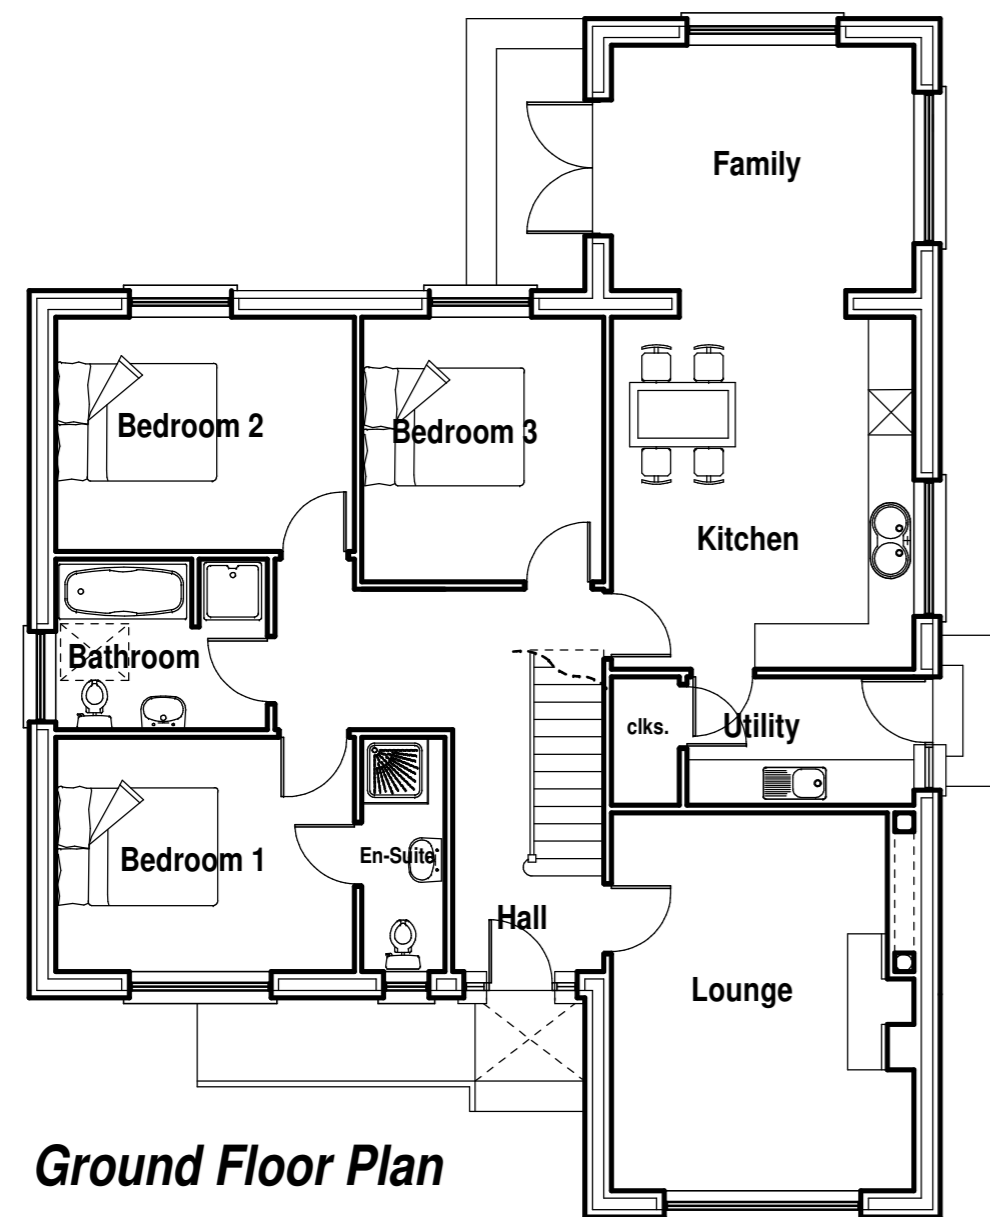 Family
Bedroom 2
Bedroom 3
Kitchen
Bathroom
clks.
Utility
Bedroom 1
En-Suite
Hall
Lounge
Ground Floor Plan